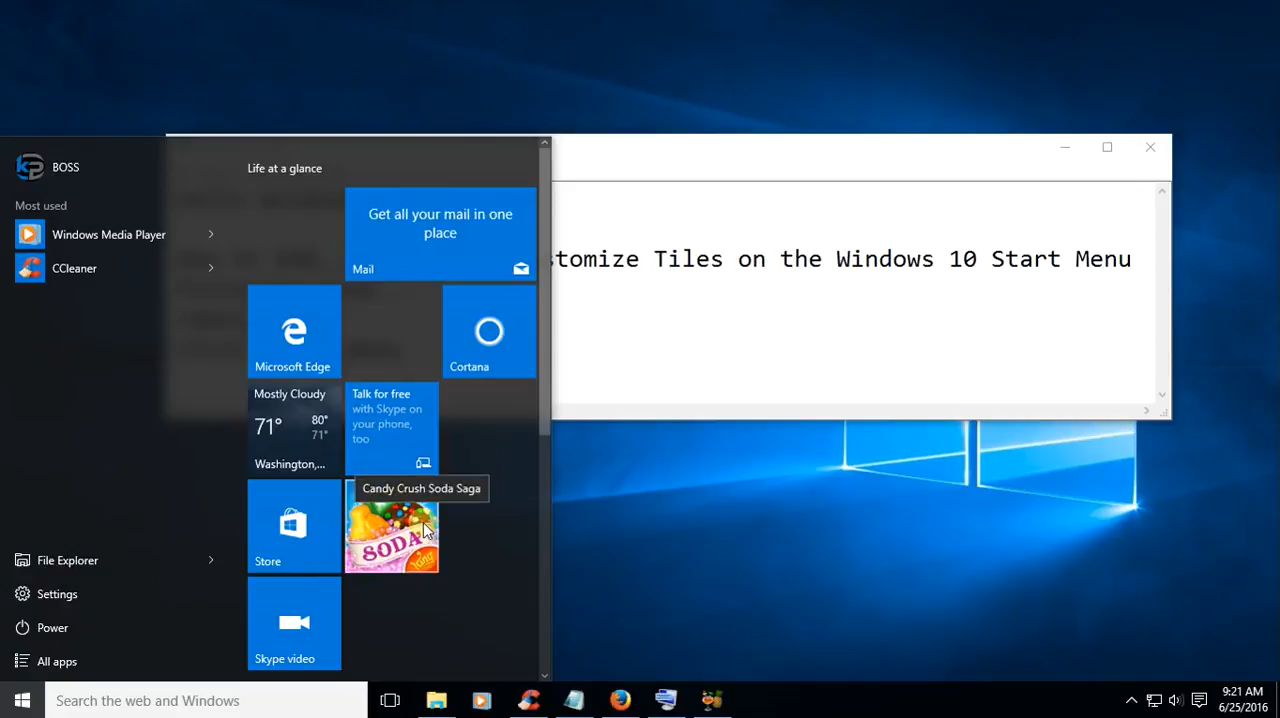 BOSS
Most used
Windows Media Player
CCleaner
File Explorer
Settings
Power
All apps
Life at a glance
Get all your mail in one
place
Mail
Microsoft Edge
Cortana
Mostly Cloudy
71° 80°
71°
Washington,...
Talk for free
with Skype on
your phone,
too
Candy Crush Soda Saga
SODA
King
Store
Skype video
stomize Tiles on the Windows 10 Start Menu
Search the web and Windows
9:21 AM
6/25/2016